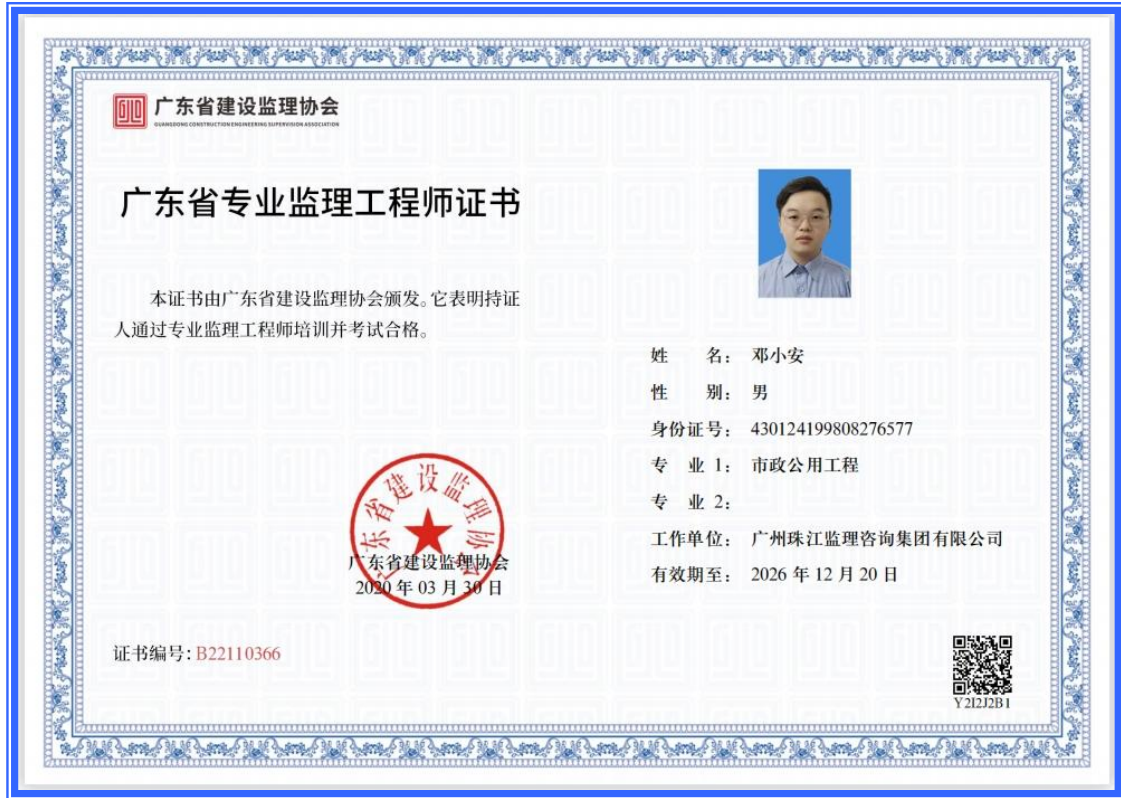 广东省建设监理协会
GUANGDONG CONSTRUCTION ENGINEERING SUPERVISION ASSOCIATION
广东省专业监理工程师证书
本证书由广东省建设监理协会颁发。它表明持证
人通过专业监理工程师培训并考试合格。
姓 名： 邓小安
性 别： 男
身份证号： 430124199808276577
专 业 1： 市政公用工程
专 业 2：
工作单位： 广州珠江监理咨询集团有限公司
有效期至： 2026 年 12 月 20 日
广东省建设监理协会
广东省建设监理协会
2020 年 03 月 30 日
证书编号：B22110366
Y2I2J2B1